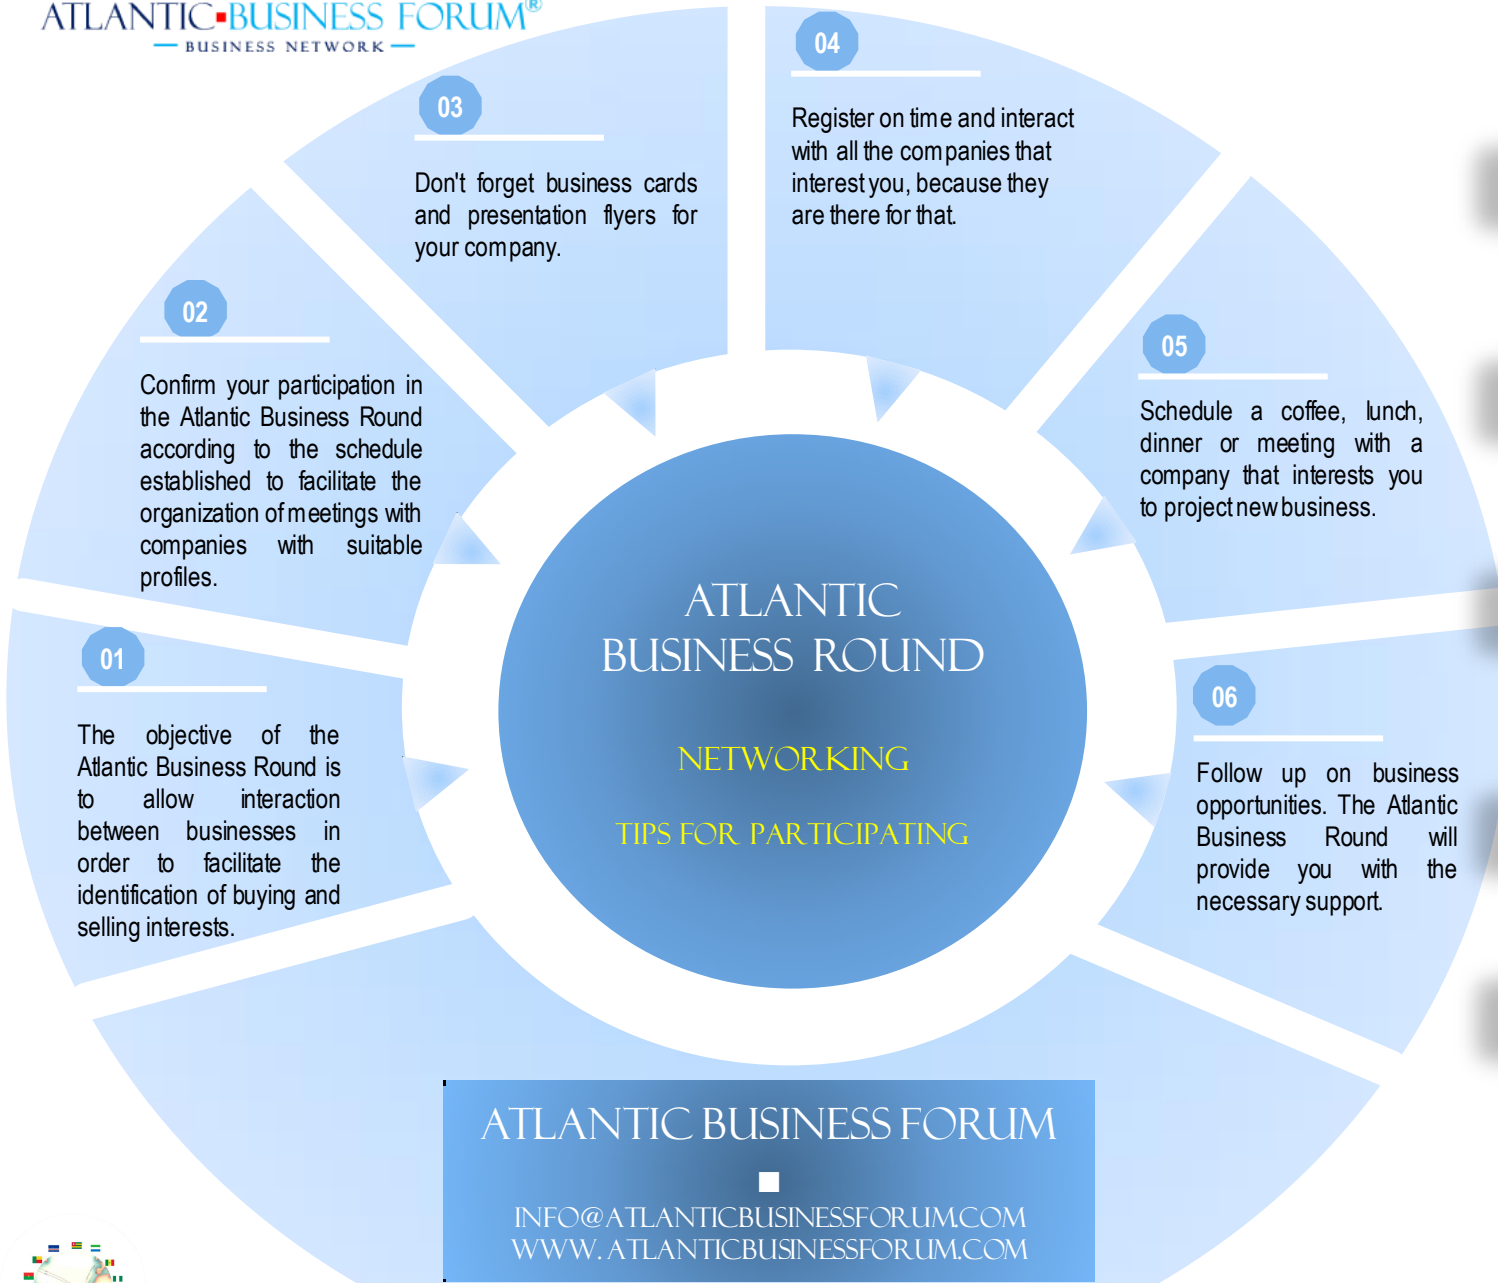 ATLANTIC▪BUSINESS FORUM®
— BUSINESS NETWORK —
01
The objective of the
Atlantic Business Round is
to allow interaction
between businesses in
order to facilitate the
identification of buying and
selling interests.
02
Confirm your participation in
the Atlantic Business Round
according to the schedule
established to facilitate the
organization of meetings with
companies with suitable
profiles.
03
Don't forget business cards
and presentation flyers for
your company.
04
Register on time and interact
with all the companies that
interest you, because they
are there for that.
05
Schedule a coffee, lunch,
dinner or meeting with a
company that interests you
to project new business.
06
Follow up on business
opportunities. The Atlantic
Business Round will
provide you with the
necessary support.
ATLANTIC
BUSINESS ROUND
NETWORKING
TIPS FOR PARTICIPATING
ATLANTIC BUSINESS FORUM
INFO@ATLANTICBUSINESSFORUM.COM
WWW. ATLANTICBUSINESSFORUM.COM